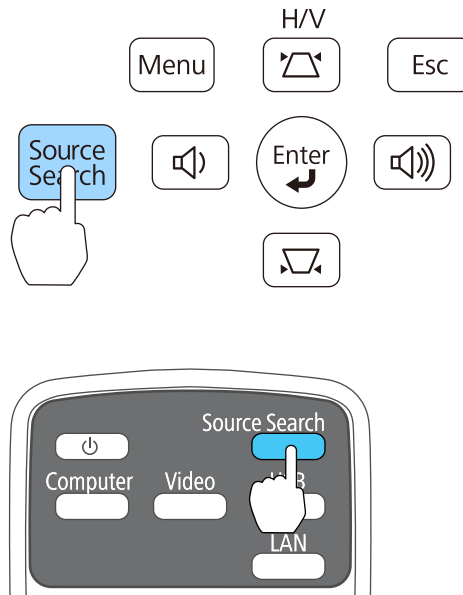 H/V
Menu
Esc
Source
Search
Enter
Source Search
Computer
Video
LAN